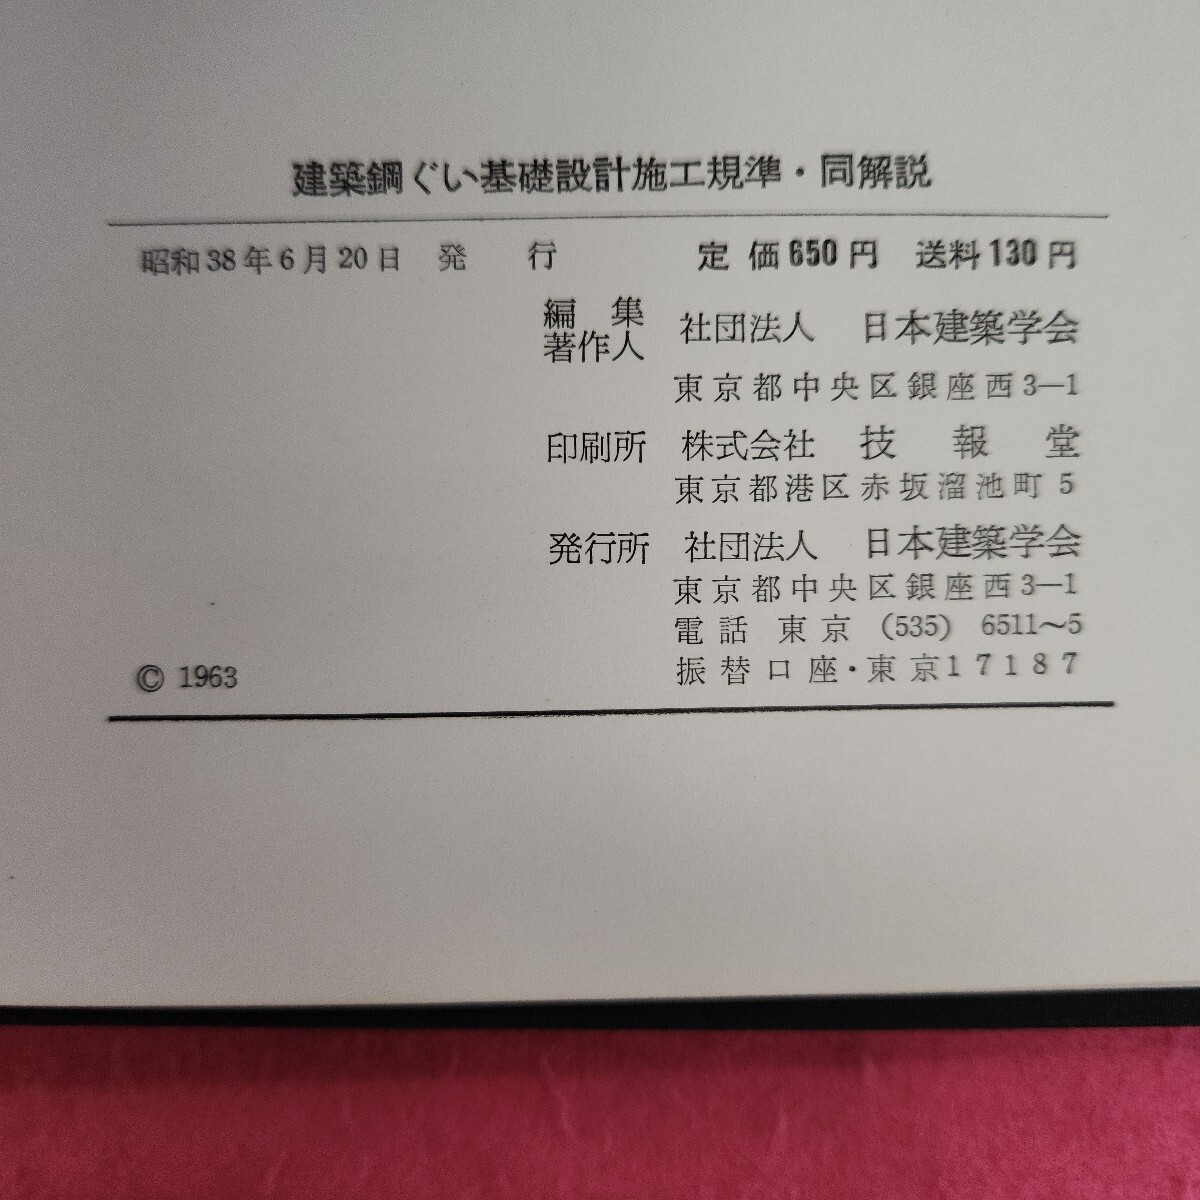 建築鋼ぐい基礎設計施工規準・同解説
昭和38年6月20日　発　行　定価650円　送料130円
編集著作人　社団法人　日本建築学会
東京都中央区銀座西3―1
印刷所　株式会社　技報堂
東京都港区赤坂溜池町 5
発行所　社団法人　日本建築学会
東京都中央区銀座西3―1
電話　東京　(535)　6511～5
振替口座・東京17187
© 1963